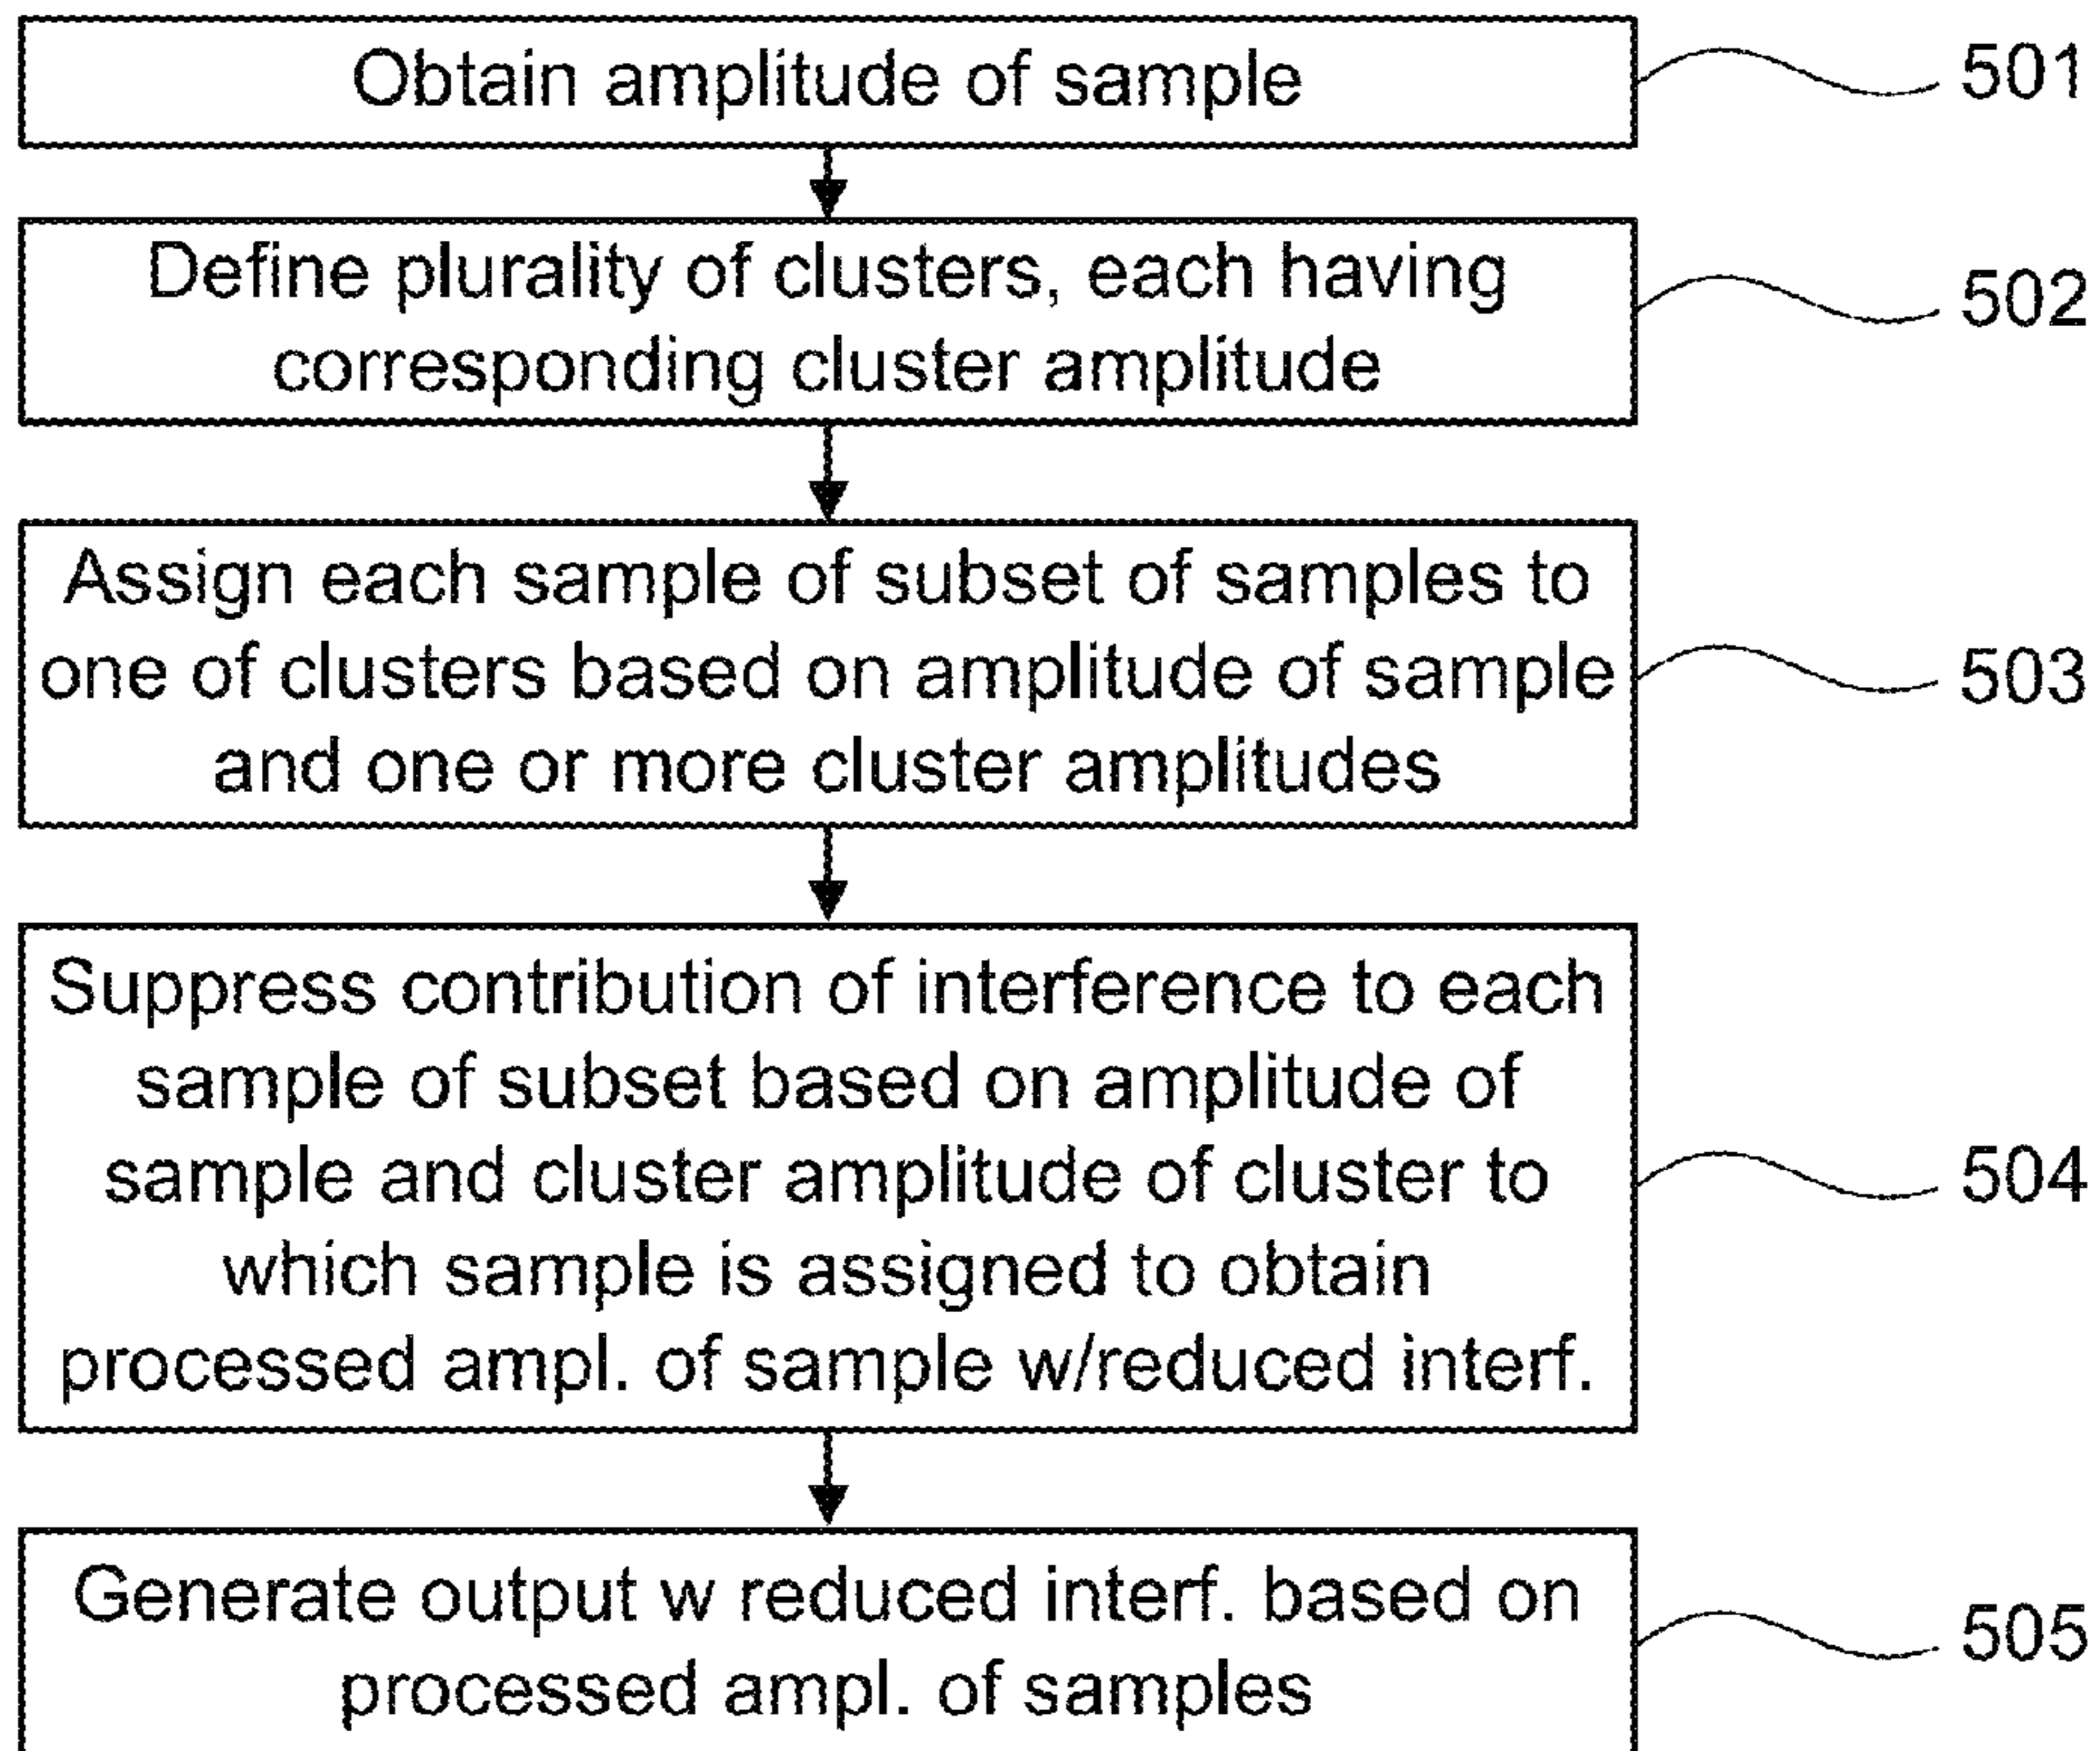 Obtain amplitude of sample
501
Define plurality of clusters, each having
corresponding cluster amplitude
502
Assign each sample of subset of samples to
one of clusters based on amplitude of sample
and one or more cluster amplitudes
503
Suppress contribution of interference to each
sample of subset based on amplitude of
sample and cluster amplitude of cluster to
which sample is assigned to obtain
processed ampl. of sample w/reduced interf.
504
Generate output w reduced interf. based on
processed ampl. of samples
505